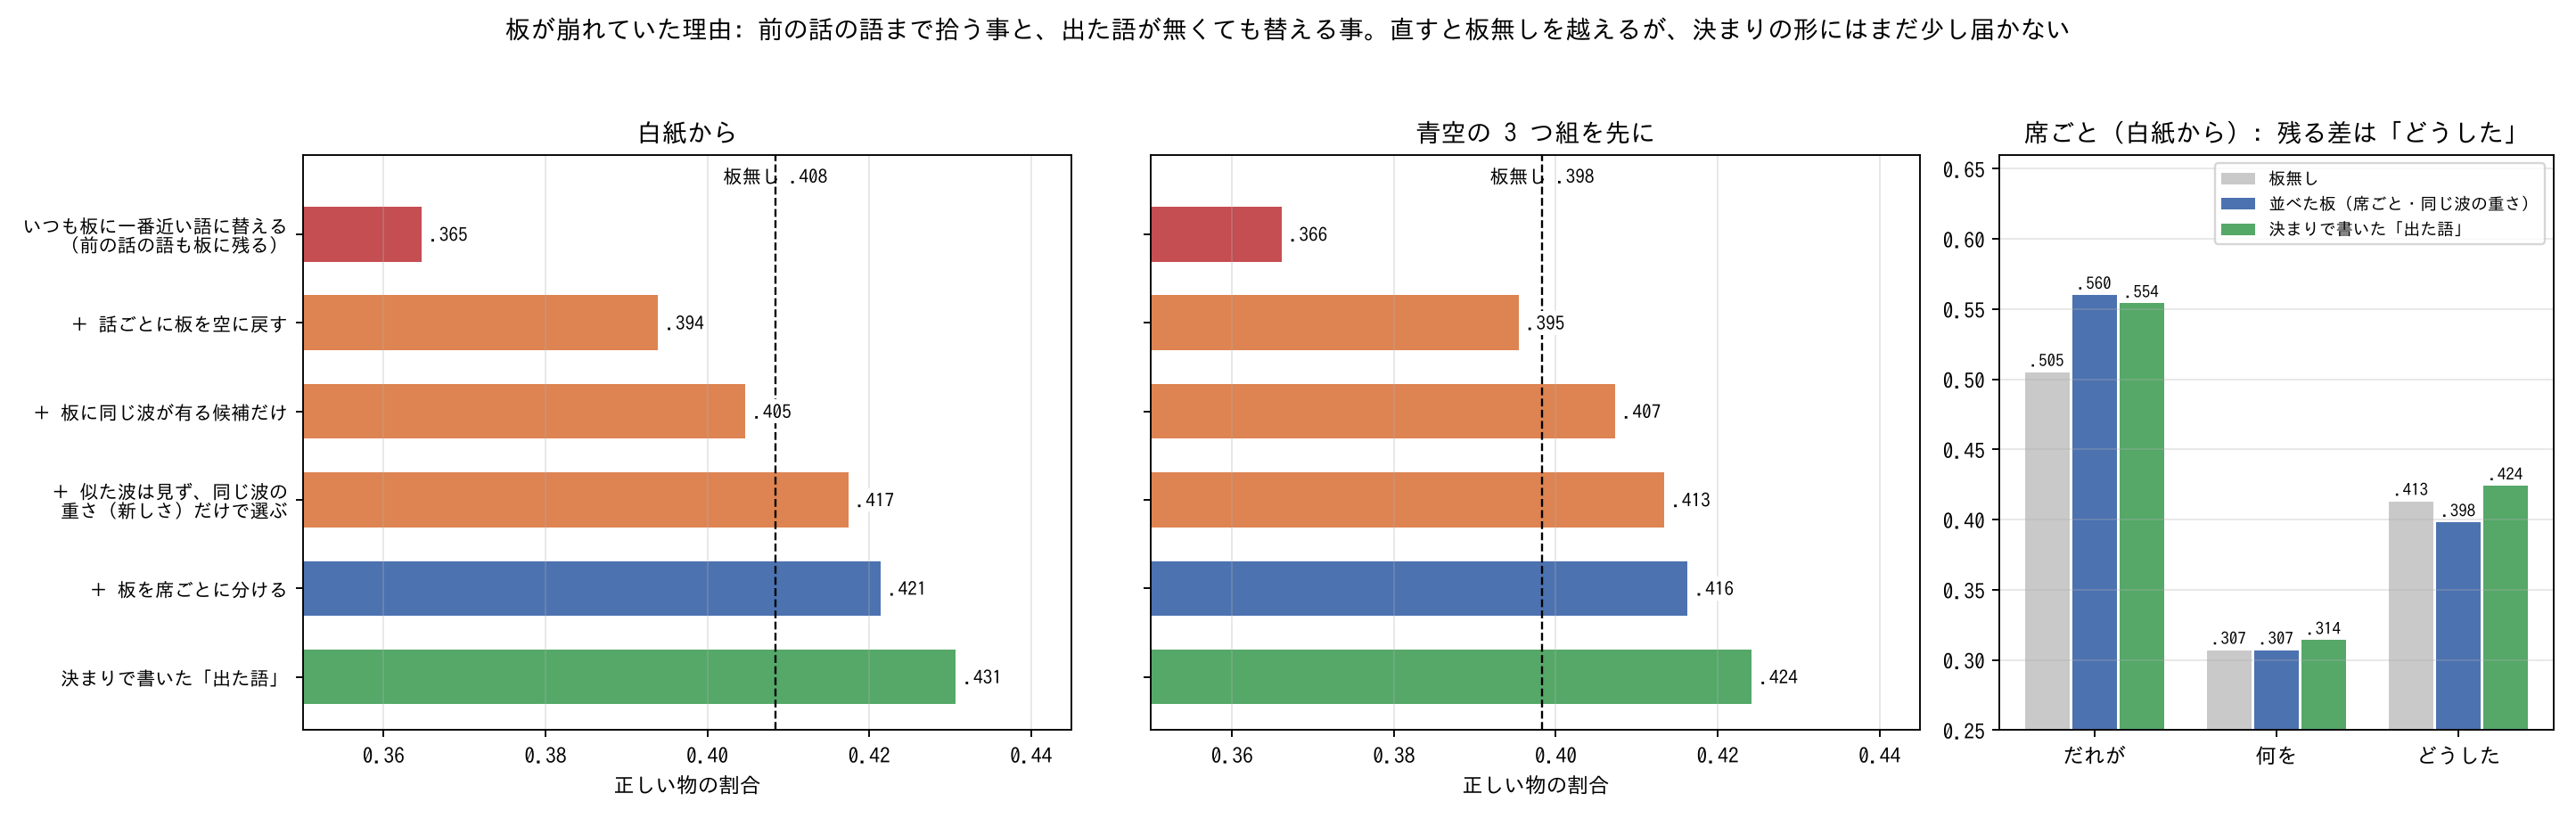 板が崩れていた理由: 前の話の語まで拾う事と、出た語が無くても替える事。直すと板無しを越えるが、決まりの形にはまだ少し届かない
白紙から
板無し .408
いつも板に一番近い語に替える
(前の話の語も板に残る)
+ 話ごとに板を空に戻す
+ 板に同じ波が有る候補だけ
+ 似た波は見ず、同じ波の
重さ(新しさ)だけで選ぶ
+ 板を席ごとに分ける
決まりで書いた「出た語」
.365
.394
.405
.417
.421
.431
0.36 0.38 0.40 0.42 0.44
正しい物の割合
青空の 3 つ組を先に
板無し .398
.366
.395
.407
.413
.416
.424
0.36 0.38 0.40 0.42 0.44
正しい物の割合
席ごと(白紙から): 残る差は「どうした」
板無し
並べた板(席ごと・同じ波の重さ)
決まりで書いた「出た語」
0.65
0.60
0.55
0.50
0.45
0.40
0.35
0.30
0.25
.505 .560 .554
.307 .307 .314
.413 .398 .424
だれが 何を どうした